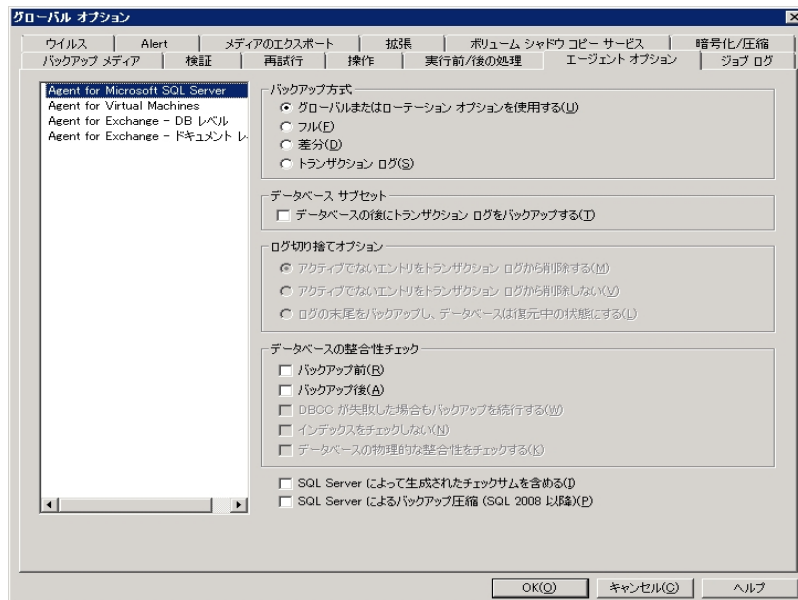 グローバル オプション
ウイルス Alert メディアのエクスポート 拡張 ボリューム シャドウ コピー サービス 暗号化/圧縮
バックアップ メディア 検証 再試行 操作 実行前/後の処理 エージェント オプション ジョブ ログ
Agent for Microsoft SQL Server
Agent for Virtual Machines
Agent for Exchange - DB レベル
Agent for Exchange - ドキュメント レ
バックアップ方式
グローバルまたはローテーション オプションを使用する(U)
フル(F)
差分(D)
トランザクション ログ(S)
データベース サブセット
データベースの後にトランザクション ログをバックアップする(T)
ログ切り捨てオプション
アクティブでないエントリをトランザクション ログから削除する(M)
アクティブでないエントリをトランザクション ログから削除しない(V)
ログの末尾をバックアップし、データベースは復元中の状態にする(L)
データベースの整合性チェック
バックアップ前(R)
バックアップ後(A)
DBCC が失敗した場合もバックアップを続行する(W)
インデックスをチェックしない(N)
データベースの物理的な整合性をチェックする(K)
SQL Server によって生成されたチェックサムを含める(I)
SQL Server によるバックアップ圧縮 (SQL 2008 以降)(P)
OK(O) キャンセル(C) ヘルプ